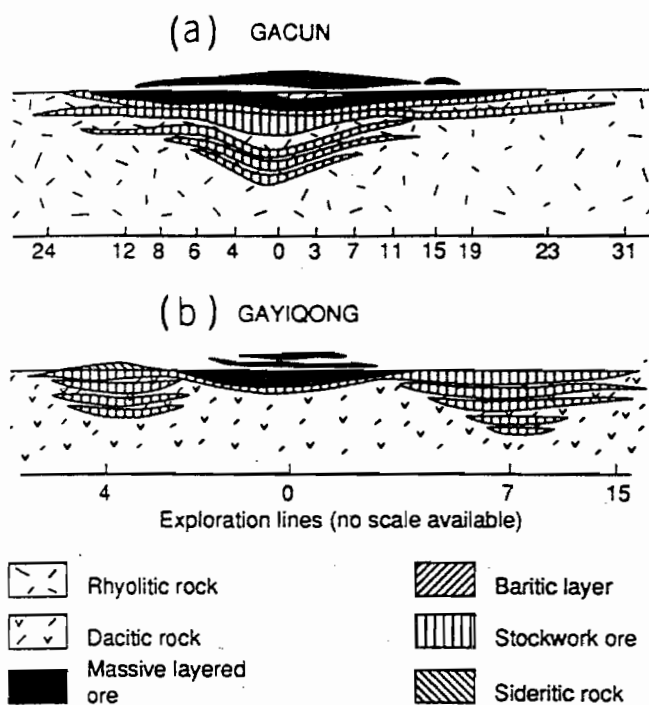 (a) GACUN
24 12 8 6 4 0 3 7 11 15 19 23 31
(b) GAYIQONG
4 0 7 15
Exploration lines (no scale available)
Rhyolitic rock
Dacitic rock
Massive layered
ore
Baritic layer
Stockwork ore
Sideritic rock